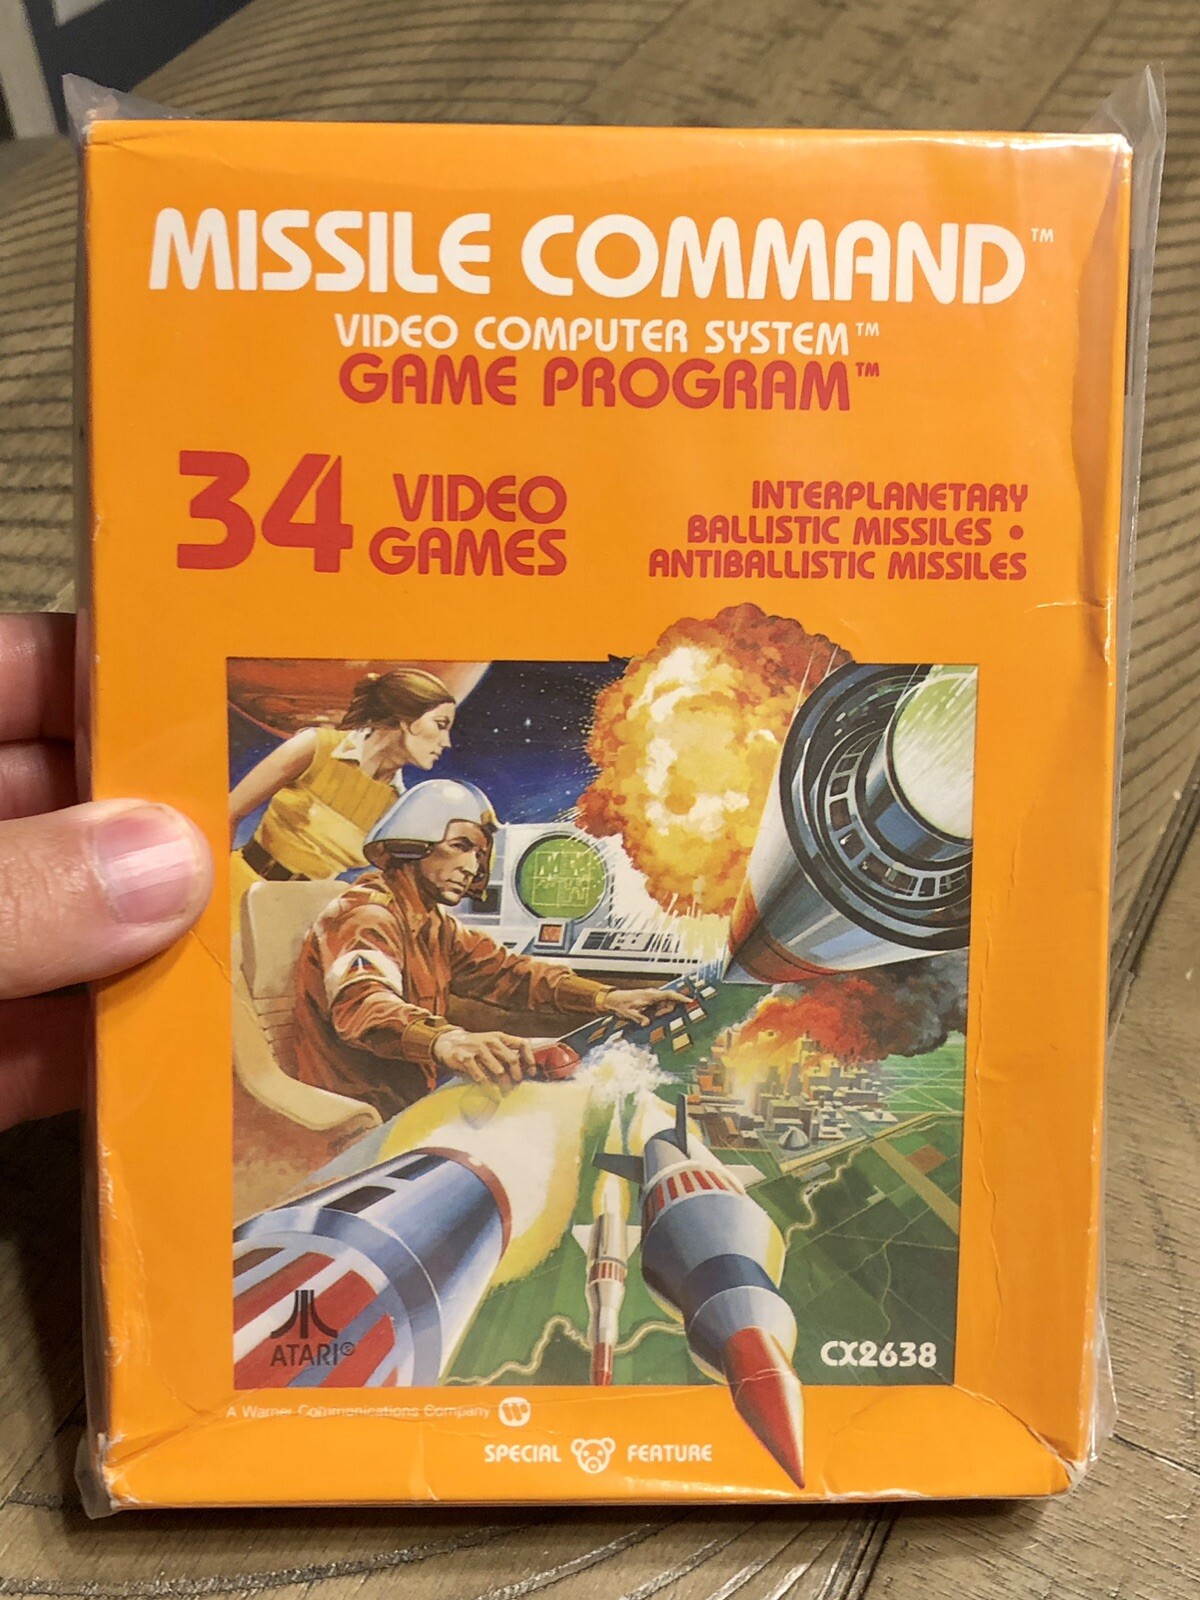 MISSILE COMMAND™
VIDEO COMPUTER SYSTEM™
GAME PROGRAM™
34 VIDEO GAMES
INTERPLANETARY
BALLISTIC MISSILES •
ANTIBALLISTIC MISSILES
ATARI®
CX2638
A Warner Communications Company
SPECIAL FEATURE